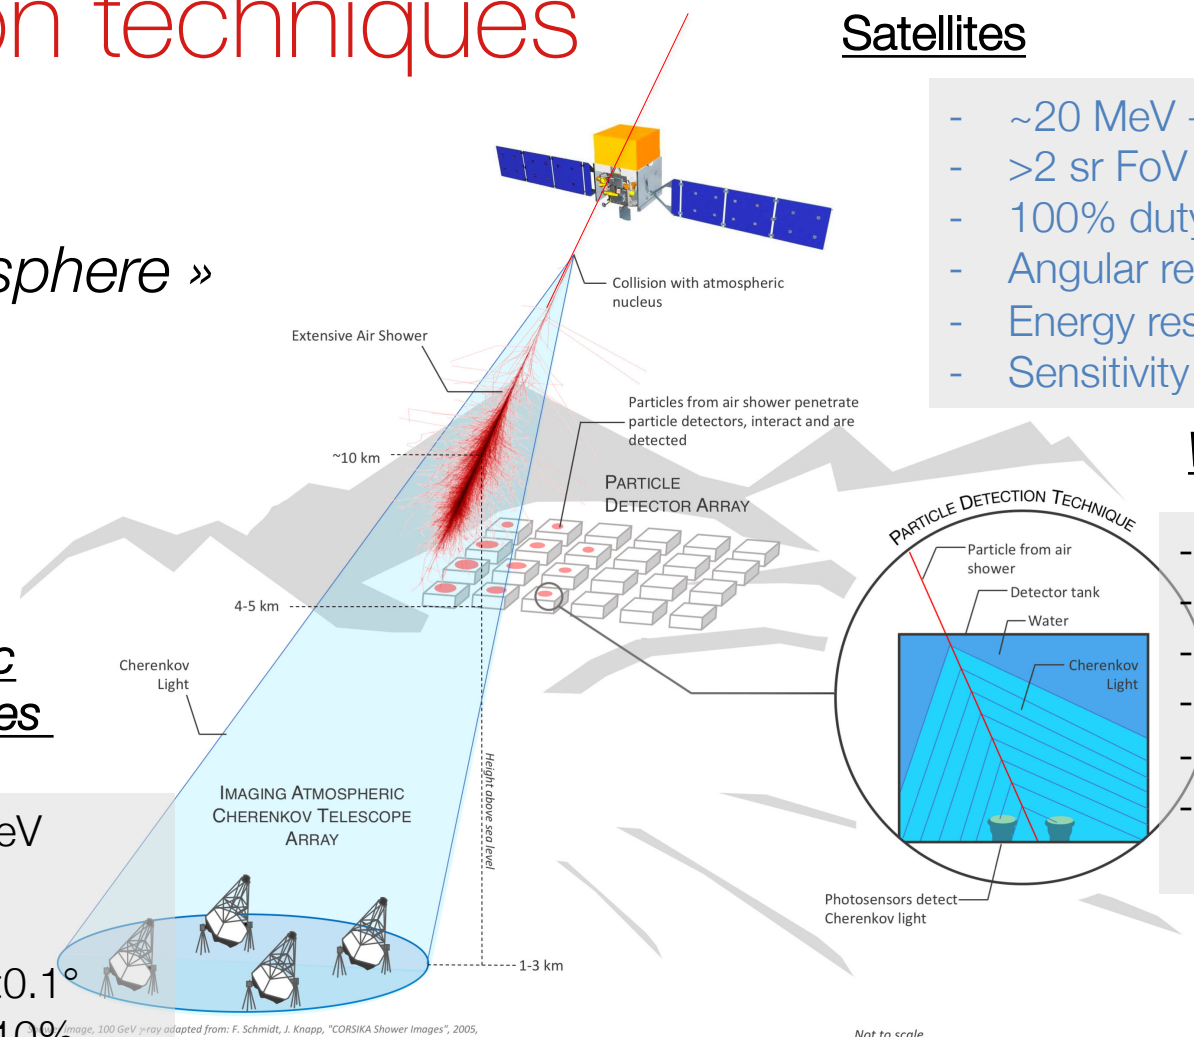 on techniques
Satellites
- ~20 MeV -
- >2 sr FoV
- 100% duty
- Angular re
- Energy res
- Sensitivity
sphere »
Collision with atmospheric
nucleus
Extensive Air Shower
Particles from air shower penetrate
particle detectors, interact and are
detected
~10 km
PARTICLE
DETECTOR ARRAY
PARTICLE DETECTION TECHNIQUE
Particle from air
shower
Detector tank
Water
Cherenkov
Light
4-5 km
c
es
Cherenkov
Light
Height above sea level
IMAGING ATMOSPHERIC
CHERENKOV TELESCOPE
ARRAY
eV
Photosensors detect
Cherenkov light
1-3 km
0.1°
10%
image, 100 GeV γ-ray adapted from: F. Schmidt, J. Knapp, "CORSIKA Shower Images", 2005,
Not to scale